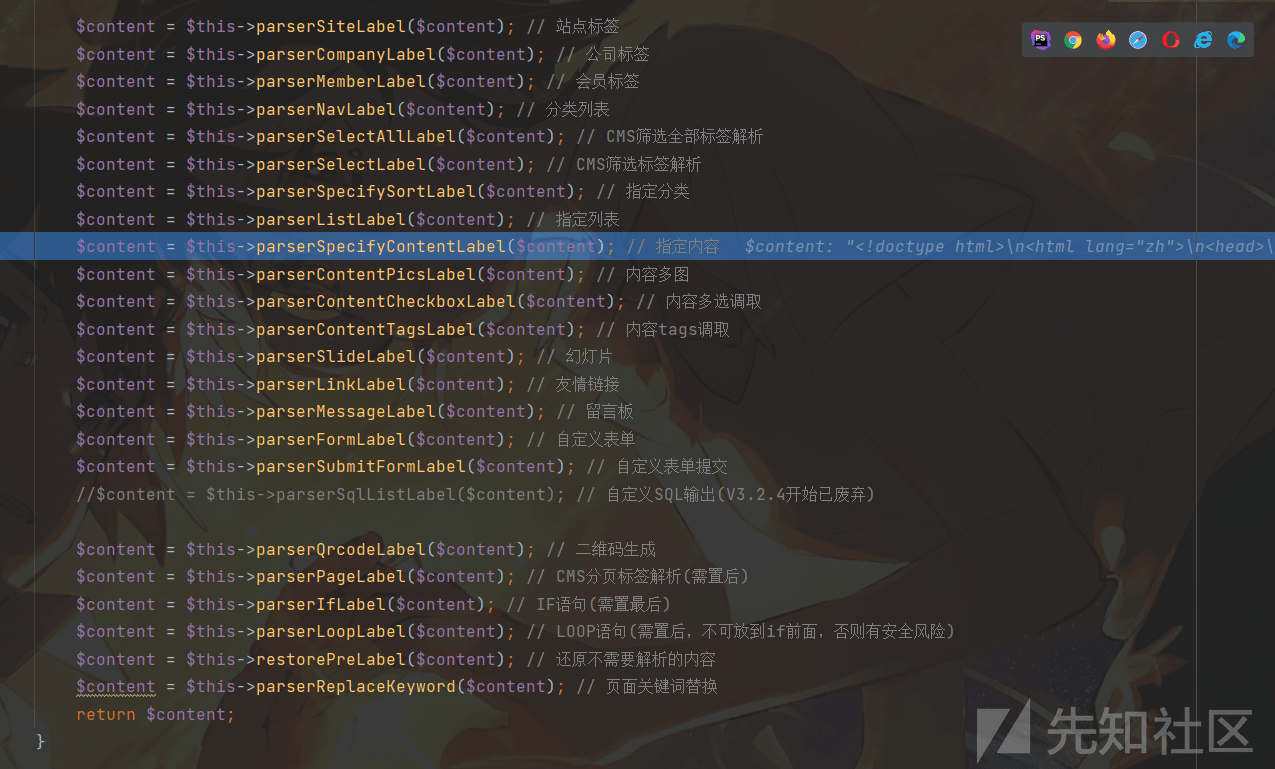 $content = $this->parserSiteLabel($content); // 站点标签
$content = $this->parserCompanyLabel($content); // 公司标签
$content = $this->parserMemberLabel($content); // 会员标签
$content = $this->parserNavLabel($content); // 分类列表
$content = $this->parserSelectAllLabel($content); // CMS筛选全部标签解析
$content = $this->parserSelectLabel($content); // CMS筛选标签解析
$content = $this->parserSpecifySortLabel($content); // 指定分类
$content = $this->parserListLabel($content); // 指定列表
$content = $this->parserSpecifyContentLabel($content); // 指定内容 $content: "<!doctype html>\n<html lang="zh">\n<head>\
$content = $this->parserContentPicsLabel($content); // 内容多图
$content = $this->parserContentCheckboxLabel($content); // 内容多选调取
$content = $this->parserContentTagsLabel($content); // 内容tags调取
$content = $this->parserSlideLabel($content); // 幻灯片
$content = $this->parserLinkLabel($content); // 友情链接
$content = $this->parserMessageLabel($content); // 留言板
$content = $this->parserFormLabel($content); // 自定义表单
$content = $this->parserSubmitFormLabel($content); // 自定义表单提交
//$content = $this->parserSqlListLabel($content); // 自定义SQL输出(V3.2.4开始已废弃)
$content = $this->parserQrcodeLabel($content); // 二维码生成
$content = $this->parserPageLabel($content); // CMS分页标签解析(需置后)
$content = $this->parserIfLabel($content); // IF语句(需置最后)
$content = $this->parserLoopLabel($content); // LOOP语句(需置后，不可放到if前面，否则有安全风险)
$content = $this->restorePreLabel($content); // 还原不需要解析的内容
$content = $this->parserReplaceKeyword($content); // 页面关键词替换
return $content;
}
PS
先知社区